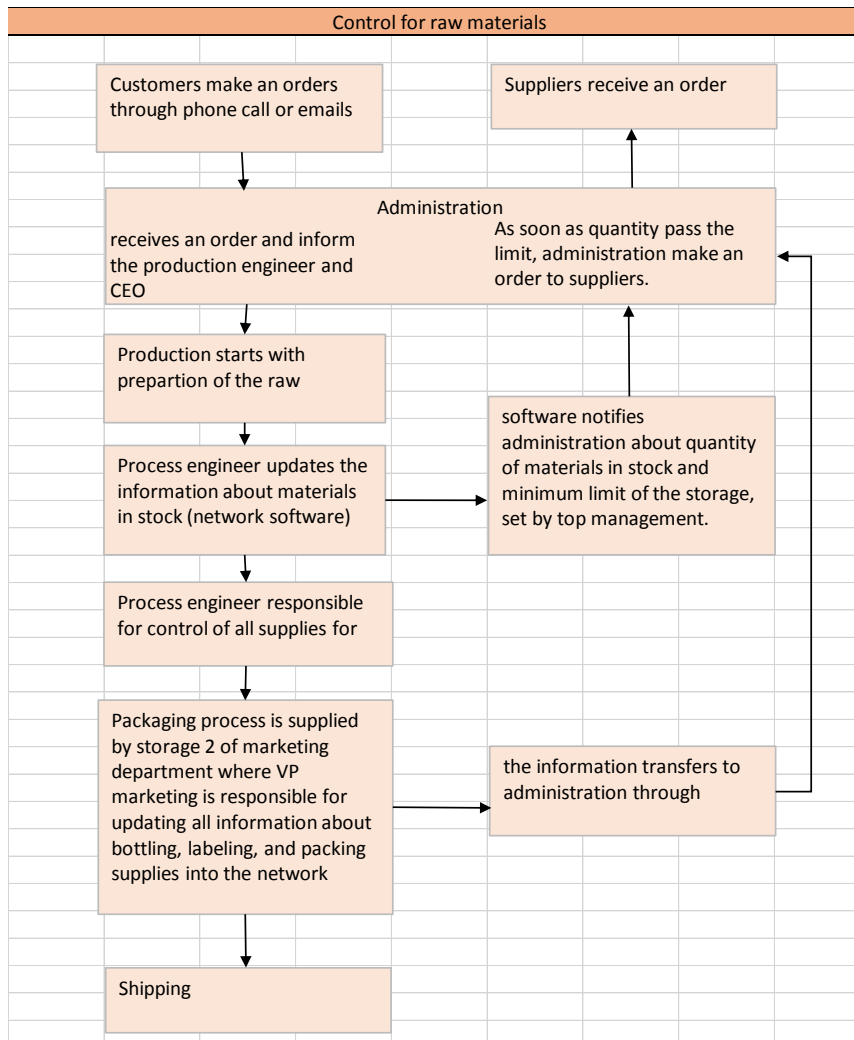 Control for raw materials
Customers make an orders
through phone call or emails
Suppliers receive an order
Administration
receives an order and inform
the production engineer and
CEO
As soon as quantity pass the
limit, administration make an
order to suppliers.
Production starts with
prepartion of the raw
software notifies
administration about quantity
of materials in stock and
minimum limit of the storage,
set by top management.
Process engineer updates the
information about materials
in stock (network software)
Process engineer responsible
for control of all supplies for
Packaging process is supplied
by storage 2 of marketing
department where VP
marketing is responsible for
updating all information about
bottling, labeling, and packing
supplies into the network
the information transfers to
administration through
Shipping